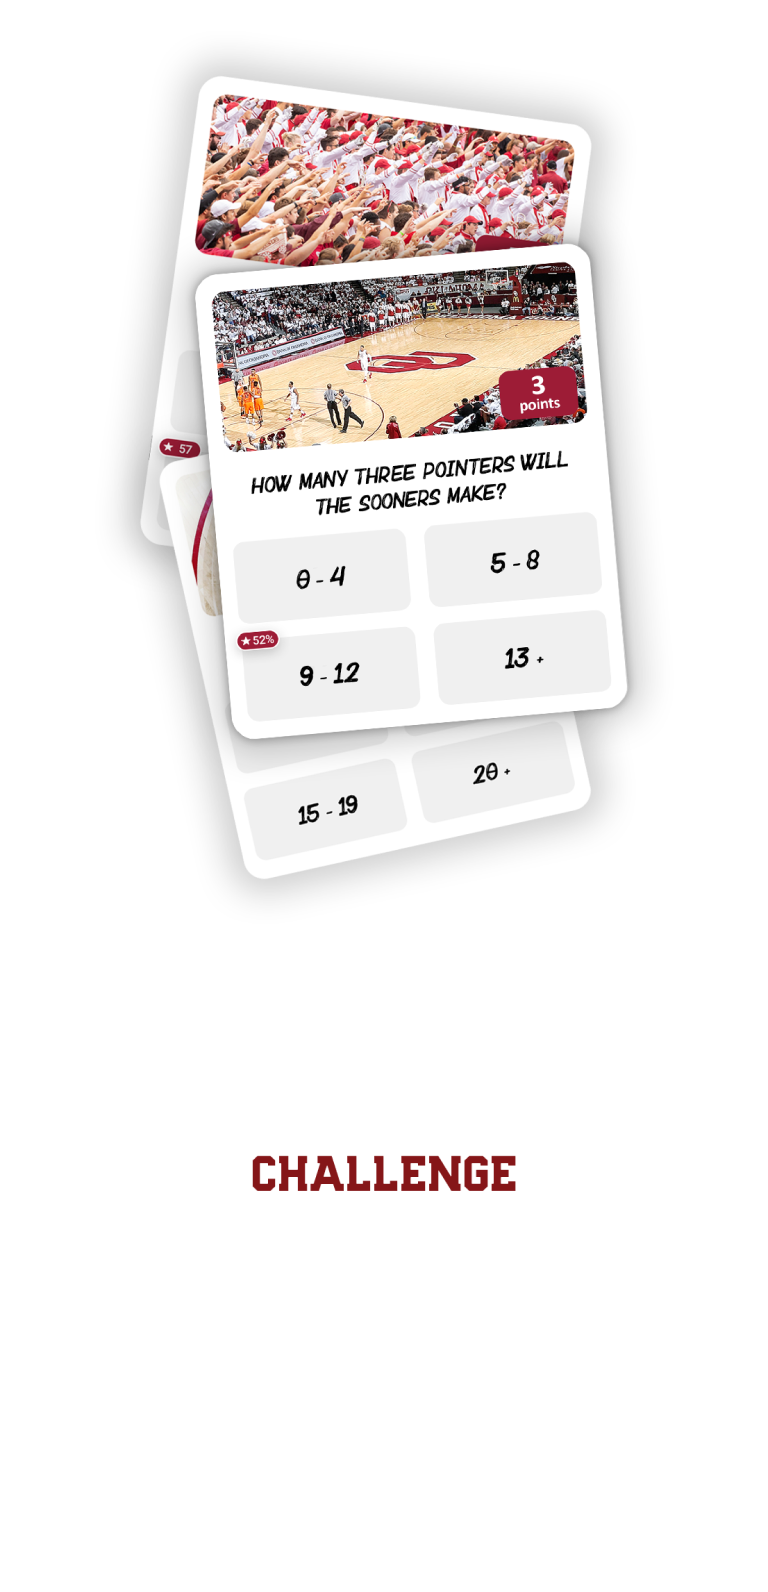 3
points
HOW MANY THREE POINTERS WILL
THE SOONERS MAKE?
0 - 4
5 - 8
★ 57
★ 52%
9 - 12
13 +
15 - 19
20 +
CHALLENGE